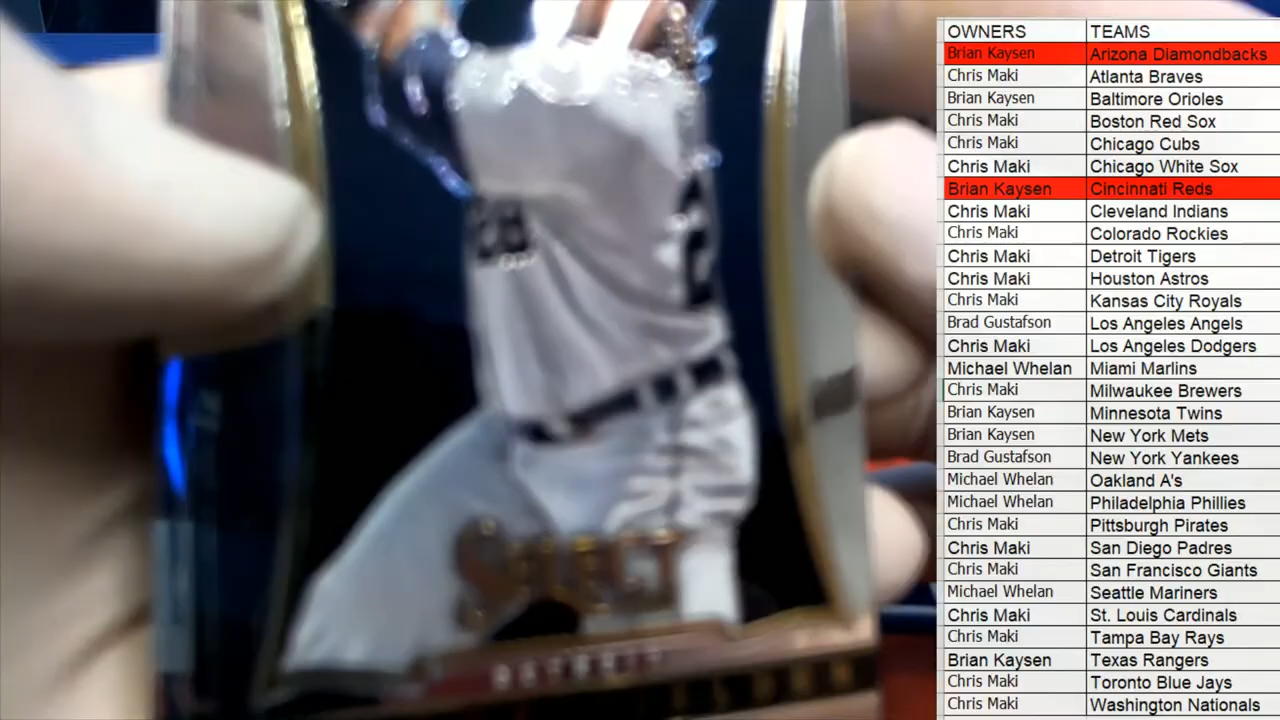 OWNERS TEAMS
Brian Kaysen Arizona Diamondbacks
Chris Maki Atlanta Braves
Brian Kaysen Baltimore Orioles
Chris Maki Boston Red Sox
Chris Maki Chicago Cubs
Chris Maki Chicago White Sox
Brian Kaysen Cincinnati Reds
Chris Maki Cleveland Indians
Chris Maki Colorado Rockies
Chris Maki Detroit Tigers
Chris Maki Houston Astros
Chris Maki Kansas City Royals
Brad Gustafson Los Angeles Angels
Chris Maki Los Angeles Dodgers
Michael Whelan Miami Marlins
Chris Maki Milwaukee Brewers
Brian Kaysen Minnesota Twins
Brian Kaysen New York Mets
Brad Gustafson New York Yankees
Michael Whelan Oakland A's
Michael Whelan Philadelphia Phillies
Chris Maki Pittsburgh Pirates
Chris Maki San Diego Padres
Chris Maki San Francisco Giants
Michael Whelan Seattle Mariners
Chris Maki St. Louis Cardinals
Chris Maki Tampa Bay Rays
Brian Kaysen Texas Rangers
Chris Maki Toronto Blue Jays
Chris Maki Washington Nationals
SELECT
DETROIT